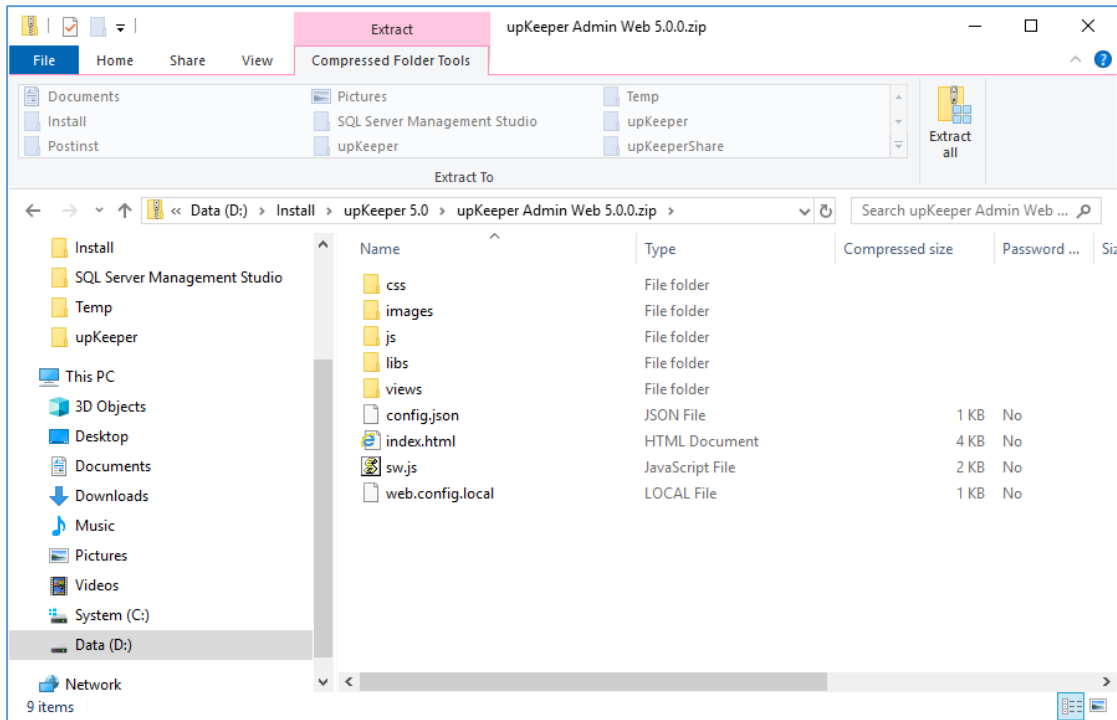 Extract upKeeper Admin Web 5.0.0.zip
File Home Share View Compressed Folder Tools
Documents Pictures Temp
Install SQL Server Management Studio upKeeper
Postinst upKeeper upKeeperShare
Extract all
Extract To
« Data (D:) > Install > upKeeper 5.0 > upKeeper Admin Web 5.0.0.zip > Search upKeeper Admin Web ...
Install
SQL Server Management Studio
Temp
upKeeper
This PC
3D Objects
Desktop
Documents
Downloads
Music
Pictures
Videos
System (C:)
Data (D:)
Network
Name Type Compressed size Password ... Siz
css File folder
images File folder
js File folder
libs File folder
views File folder
config.json JSON File 1 KB No
index.html HTML Document 4 KB No
sw.js JavaScript File 2 KB No
web.config.local LOCAL File 1 KB No
9 items